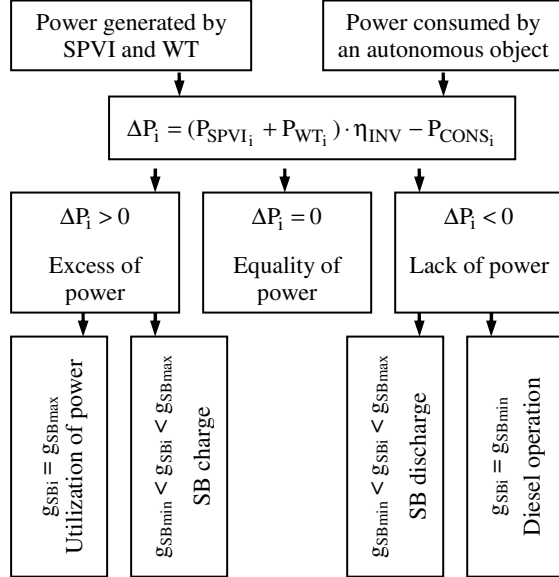 Power generated by
SPVI and WT
Power consumed by
an autonomous object
ΔP_i = (P_SPVI_i + P_WT_i) · η_INV − P_CONS_i
ΔP_i > 0
Excess of
power
ΔP_i = 0
Equality of
power
ΔP_i < 0
Lack of power
g_SBi = g_SBmax
Utilization of power
g_SBmin < g_SBi < g_SBmax
SB charge
g_SBmin < g_SBi < g_SBmax
SB discharge
g_SBi = g_SBmin
Diesel operation